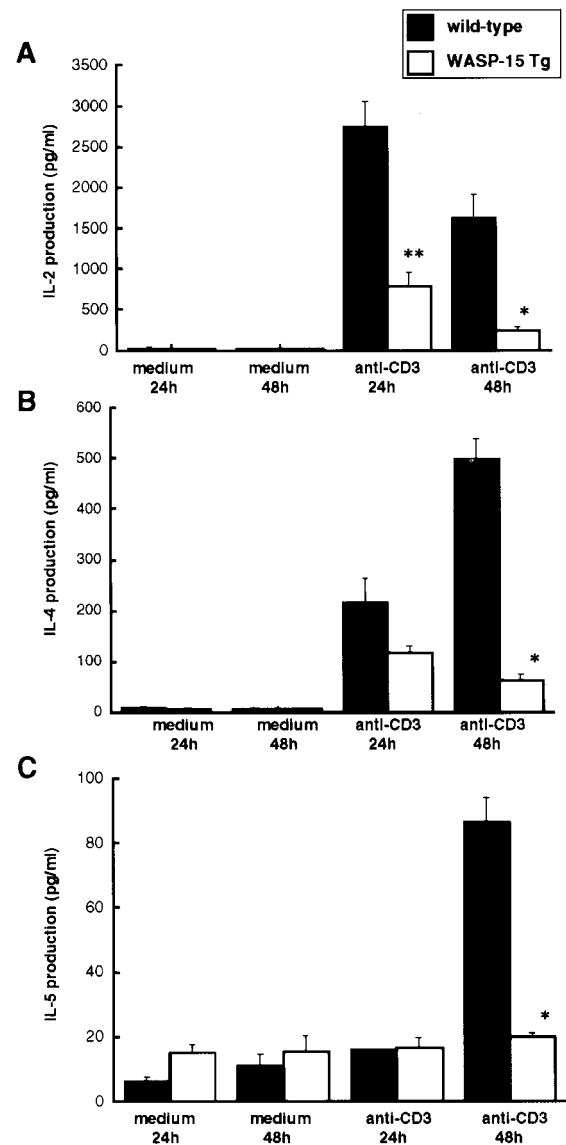 wild-type
WASP-15 Tg
A
IL-2 production (pg/ml)
3500
3000
2500
2000
1500
1000
500
0
**
*
medium medium anti-CD3 anti-CD3
24h 48h 24h 48h
B
IL-4 production (pg/ml)
600
500
400
300
200
100
0
*
medium medium anti-CD3 anti-CD3
24h 48h 24h 48h
C
IL-5 production (pg/ml)
100
80
60
40
20
0
*
medium medium anti-CD3 anti-CD3
24h 48h 24h 48h